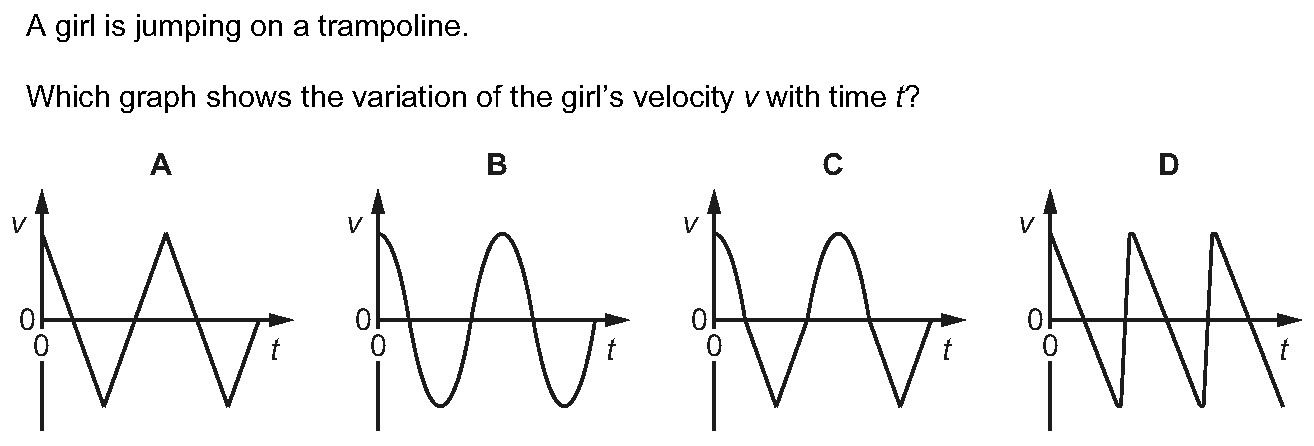 A girl is jumping on a trampoline.
Which graph shows the variation of the girl’s velocity v with time t?
A B C D
v v v v
0 0 0 0
0 t 0 t 0 t 0 t